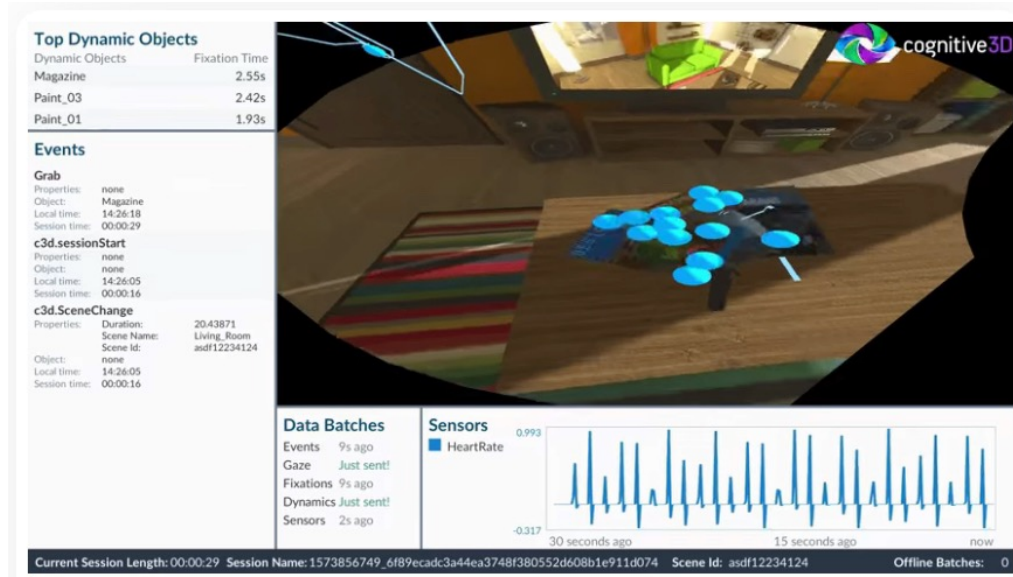 Top Dynamic Objects
Dynamic Objects Fixation Time
Magazine 2.55s
Paint_03 2.42s
Paint_01 1.93s
Events
Grab
Properties: none
Object: Magazine
Local time: 14:26:18
Session time: 00:00:29
c3d.sessionStart
Properties: none
Object: none
Local time: 14:26:05
Session time: 00:00:16
c3d.SceneChange
Properties: Duration: 20.43871
Scene Name: Living_Room
Scene Id: asdf12234124
Object: none
Local time: 14:26:05
Session time: 00:00:16
cognitive3D
Data Batches
Events 9s ago
Gaze Just sent!
Fixations 9s ago
Dynamics Just sent!
Sensors 2s ago
Sensors
HeartRate
0.993
-0.317
30 seconds ago 15 seconds ago now
Current Session Length: 00:00:29 Session Name: 1573856749_6f89ecadc3a44ea3748f380552d608b1e911d074 Scene Id: asdf12234124 Offline Batches: 0